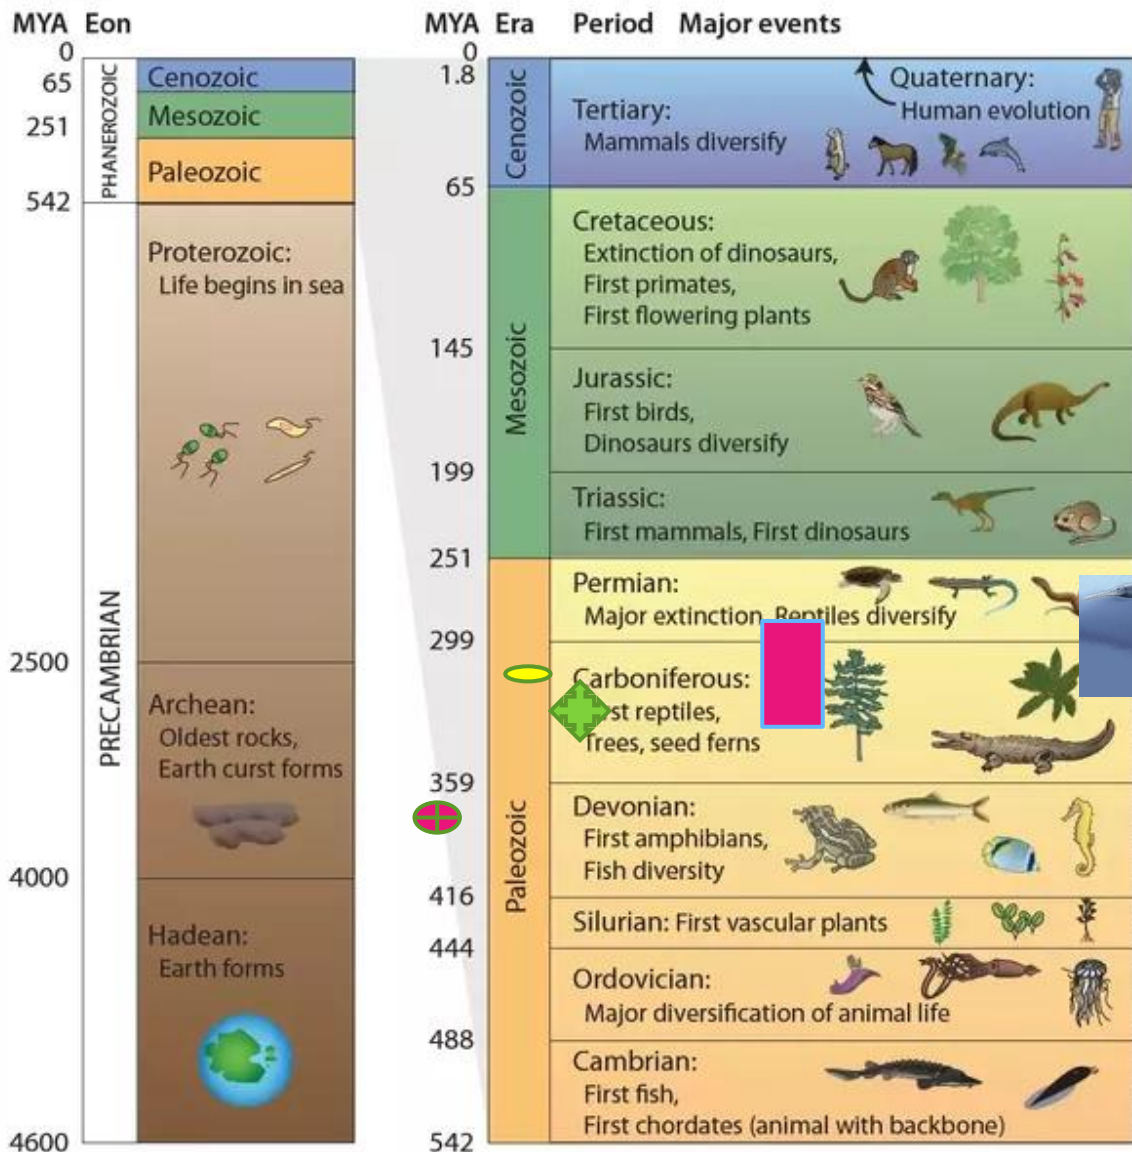 MYA Eon
0
65
251
542
2500
4000
4600
PHANEROZOIC
PRECAMBRIAN
Cenozoic
Mesozoic
Paleozoic
Proterozoic:
Life begins in sea
Archean:
Oldest rocks,
Earth curst forms
Hadean:
Earth forms
MYA Era Period Major events
0
1.8
65
145
199
251
299
359
416
444
488
542
Cenozoic
Mesozoic
Paleozoic
Quaternary:
Human evolution
Tertiary:
Mammals diversify
Cretaceous:
Extinction of dinosaurs,
First primates,
First flowering plants
Jurassic:
First birds,
Dinosaurs diversify
Triassic:
First mammals, First dinosaurs
Permian:
Major extinction, Reptiles diversify
Carboniferous:
reptiles,
Trees, seed ferns
Devonian:
First amphibians,
Fish diversity
Silurian: First vascular plants
Ordovician:
Major diversification of animal life
Cambrian:
First fish,
First chordates (animal with backbone)